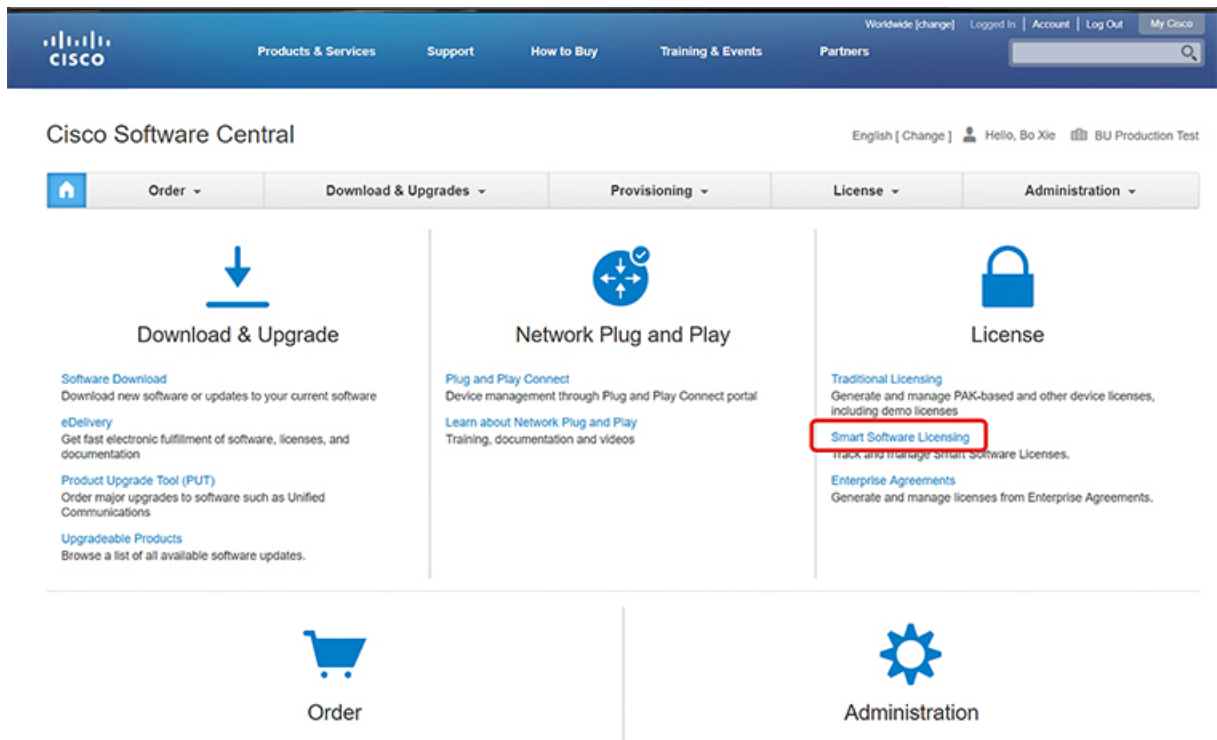 Worldwide [change] Logged In | Account | Log Out My Cisco
CISCO
Products & Services Support How to Buy Training & Events Partners
Cisco Software Central
English [ Change ] Hello, Bo Xie BU Production Test
Order Download & Upgrades Provisioning License Administration
Download & Upgrade
Software Download
Download new software or updates to your current software
eDelivery
Get fast electronic fulfillment of software, licenses, and
documentation
Product Upgrade Tool (PUT)
Order major upgrades to software such as Unified
Communications
Upgradeable Products
Browse a list of all available software updates.
Network Plug and Play
Plug and Play Connect
Device management through Plug and Play Connect portal
Learn about Network Plug and Play
Training, documentation and videos
License
Traditional Licensing
Generate and manage PAK-based and other device licenses,
including demo licenses
Smart Software Licensing
Track and manage Smart Software Licenses.
Enterprise Agreements
Generate and manage licenses from Enterprise Agreements.
Order
Administration